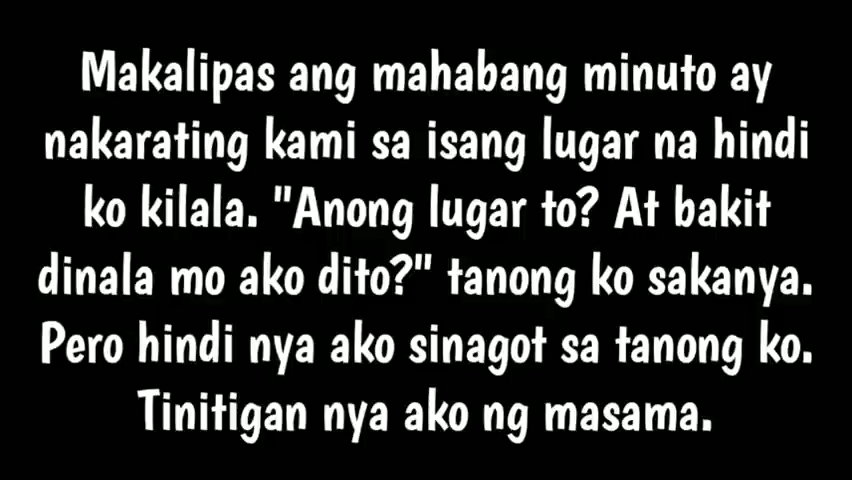 Makalipas ang mahabang minuto ay
nakarating kami sa isang lugar na hindi
ko kilala. "Anong lugar to? At bakit
dinala mo ako dito?" tanong ko sakanya.
Pero hindi nya ako sinagot sa tanong ko.
Tinitigan nya ako ng masama.